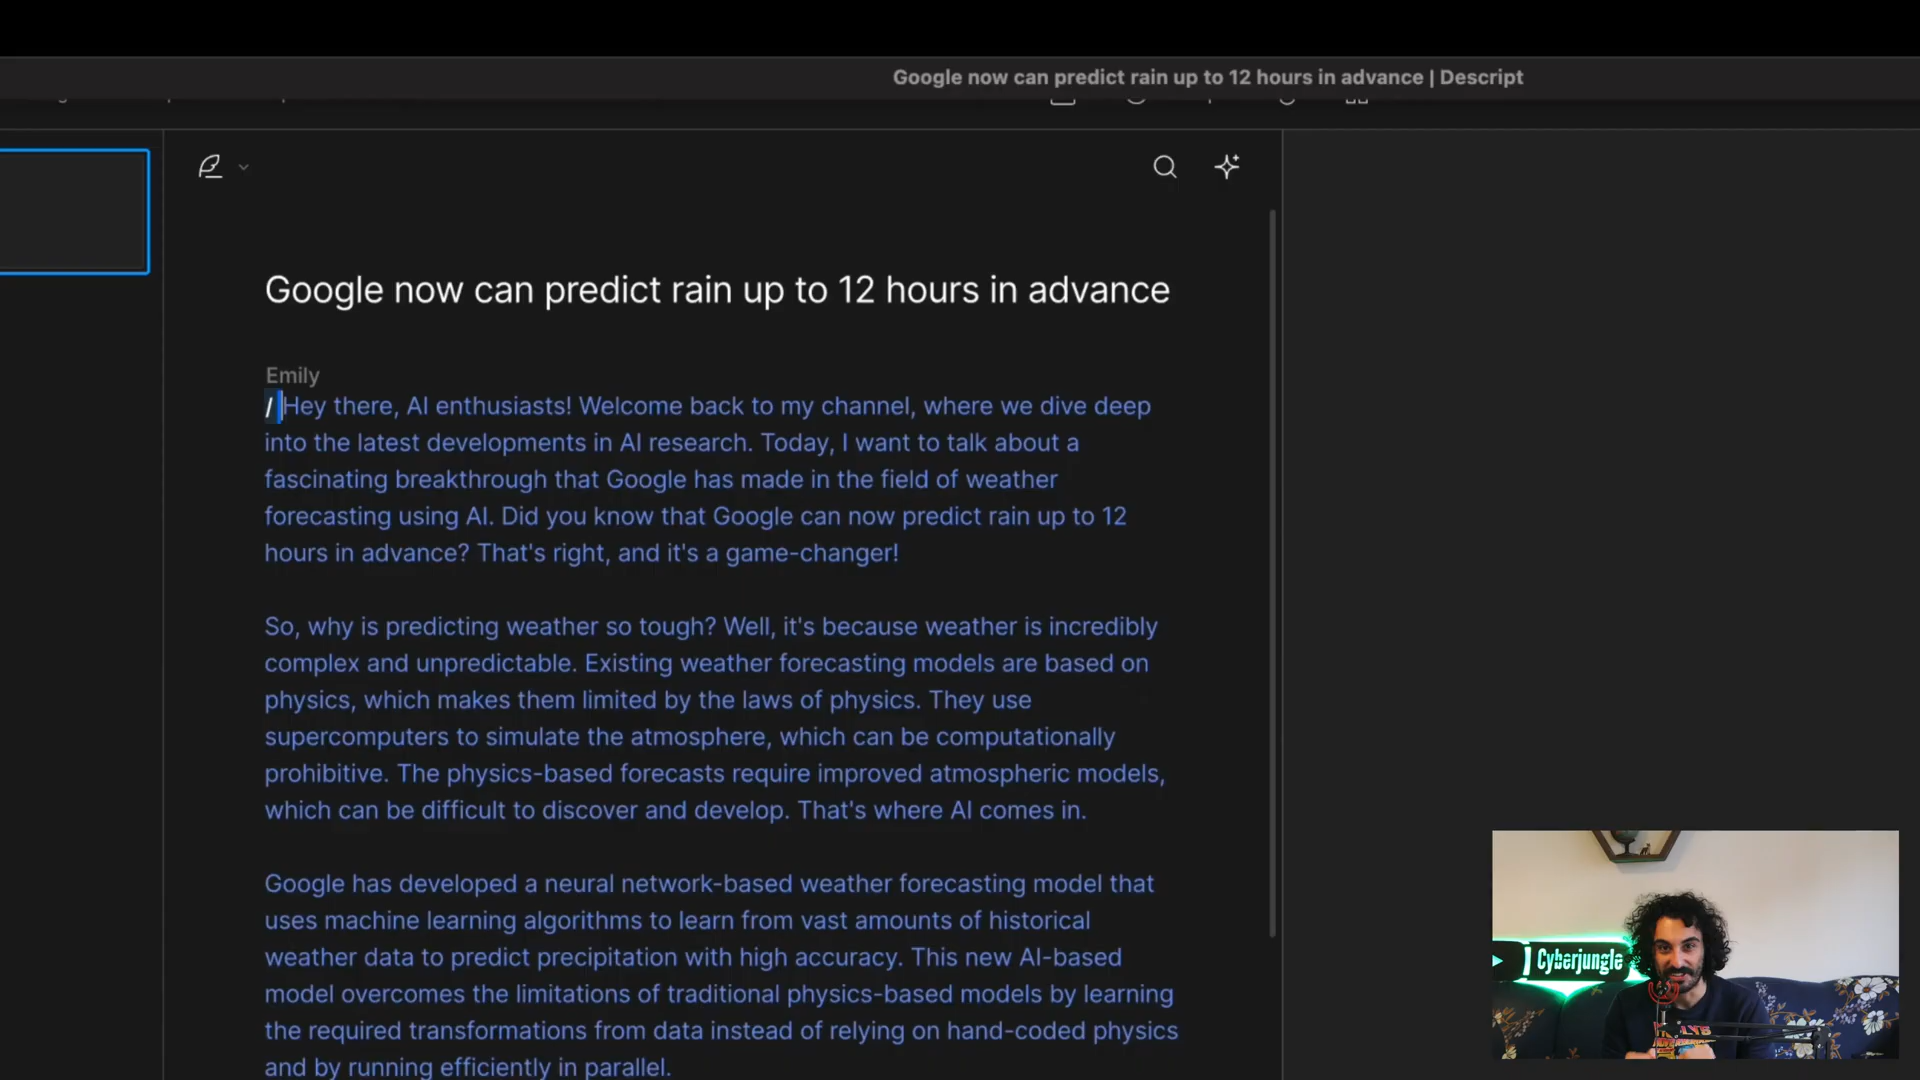 Google now can predict rain up to 12 hours in advance | Descript
Google now can predict rain up to 12 hours in advance
Emily
/ Hey there, AI enthusiasts! Welcome back to my channel, where we dive deep
into the latest developments in AI research. Today, I want to talk about a
fascinating breakthrough that Google has made in the field of weather
forecasting using AI. Did you know that Google can now predict rain up to 12
hours in advance? That's right, and it's a game-changer!
So, why is predicting weather so tough? Well, it's because weather is incredibly
complex and unpredictable. Existing weather forecasting models are based on
physics, which makes them limited by the laws of physics. They use
supercomputers to simulate the atmosphere, which can be computationally
prohibitive. The physics-based forecasts require improved atmospheric models,
which can be difficult to discover and develop. That's where AI comes in.
Google has developed a neural network-based weather forecasting model that
uses machine learning algorithms to learn from vast amounts of historical
weather data to predict precipitation with high accuracy. This new AI-based
model overcomes the limitations of traditional physics-based models by learning
the required transformations from data instead of relying on hand-coded physics
and by running efficiently in parallel.
Cyberjungle